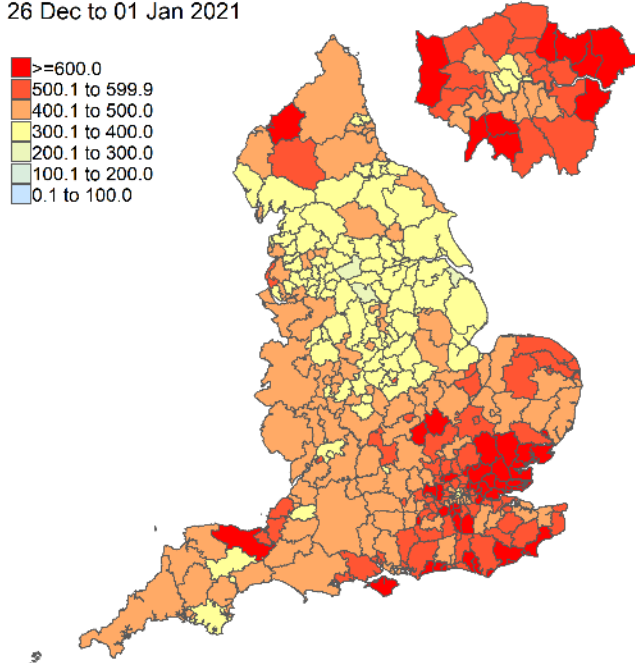 26 Dec to 01 Jan 2021
>=600.0
500.1 to 599.9
400.1 to 500.0
300.1 to 400.0
200.1 to 300.0
100.1 to 200.0
0.1 to 100.0